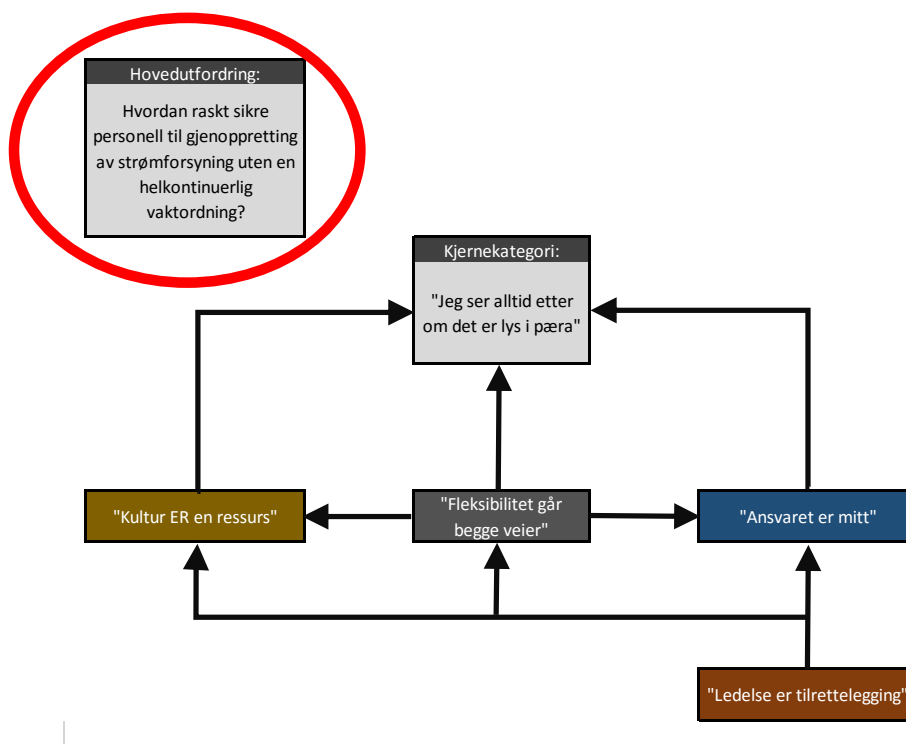 Hovedutfordring:
Hvordan raskt sikre
personell til gjenoppretting
av strømforsyning uten en
helkontinuerlig
vaktordning?
Kjernekategori:
"Jeg ser alltid etter
om det er lys i pæra"
"Kultur ER en ressurs"
"Fleksibilitet går
begge veier"
"Ansvaret er mitt"
"Ledelse er tilrettelegging"